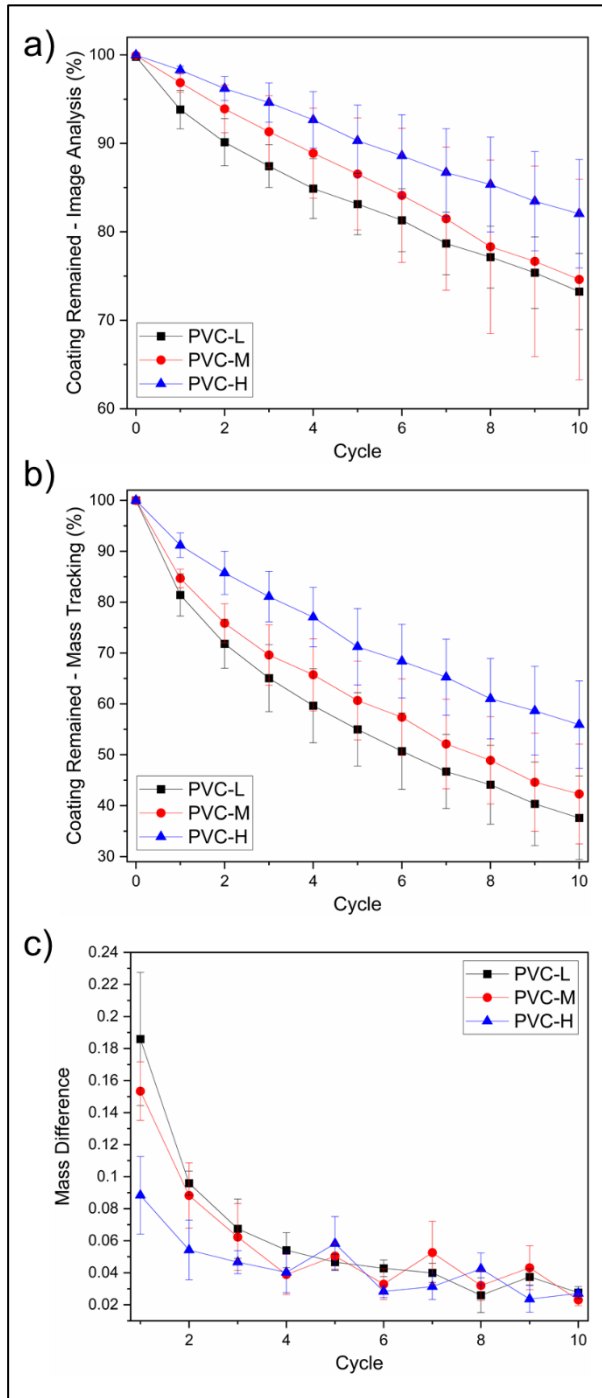 a)
Coating Remained - Image Analysis (%)
100
90
80
70
60
PVC-L
PVC-M
PVC-H
0 2 4 6 8 10
Cycle
b)
Coating Remained - Mass Tracking (%)
100
90
80
70
60
50
40
30
PVC-L
PVC-M
PVC-H
0 2 4 6 8 10
Cycle
c)
Mass Difference
0.24
0.22
0.2
0.18
0.16
0.14
0.12
0.1
0.08
0.06
0.04
0.02
PVC-L
PVC-M
PVC-H
2 4 6 8 10
Cycle